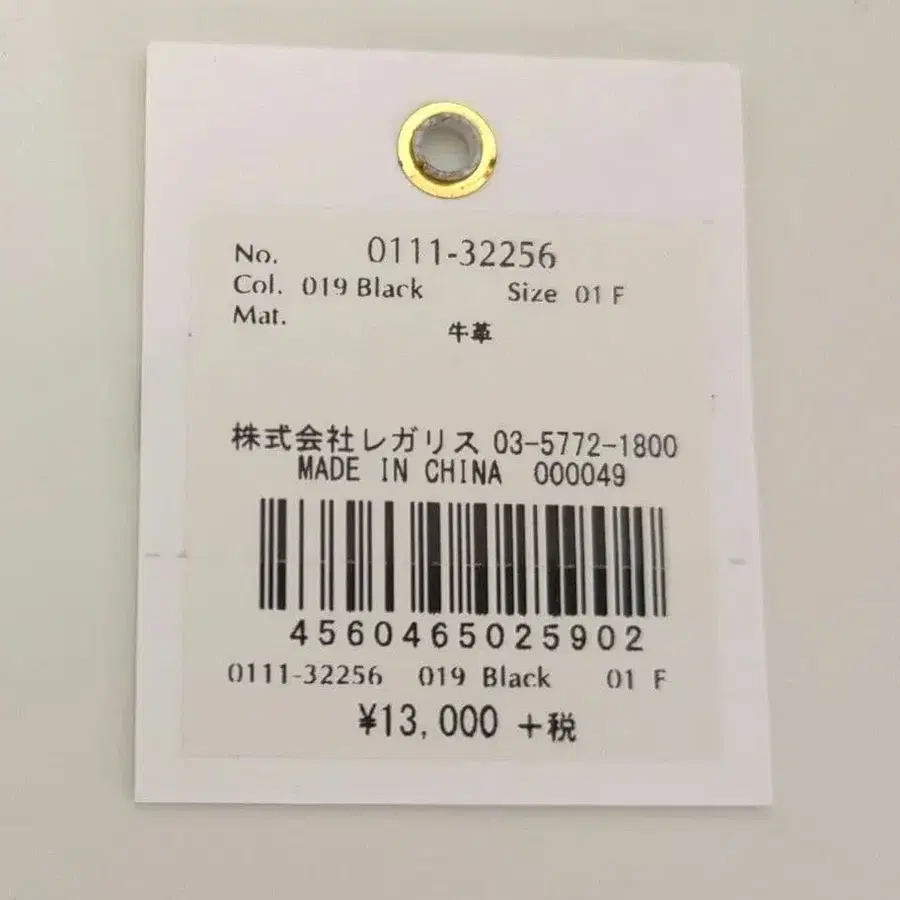 No. 0111-32256
Col. 019 Black Size 01 F
Mat.
牛革
株式会社レガリス 03-5772-1800
MADE IN CHINA 000049
4560465025902
0111-32256 019 Black 01 F
¥13,000 +税